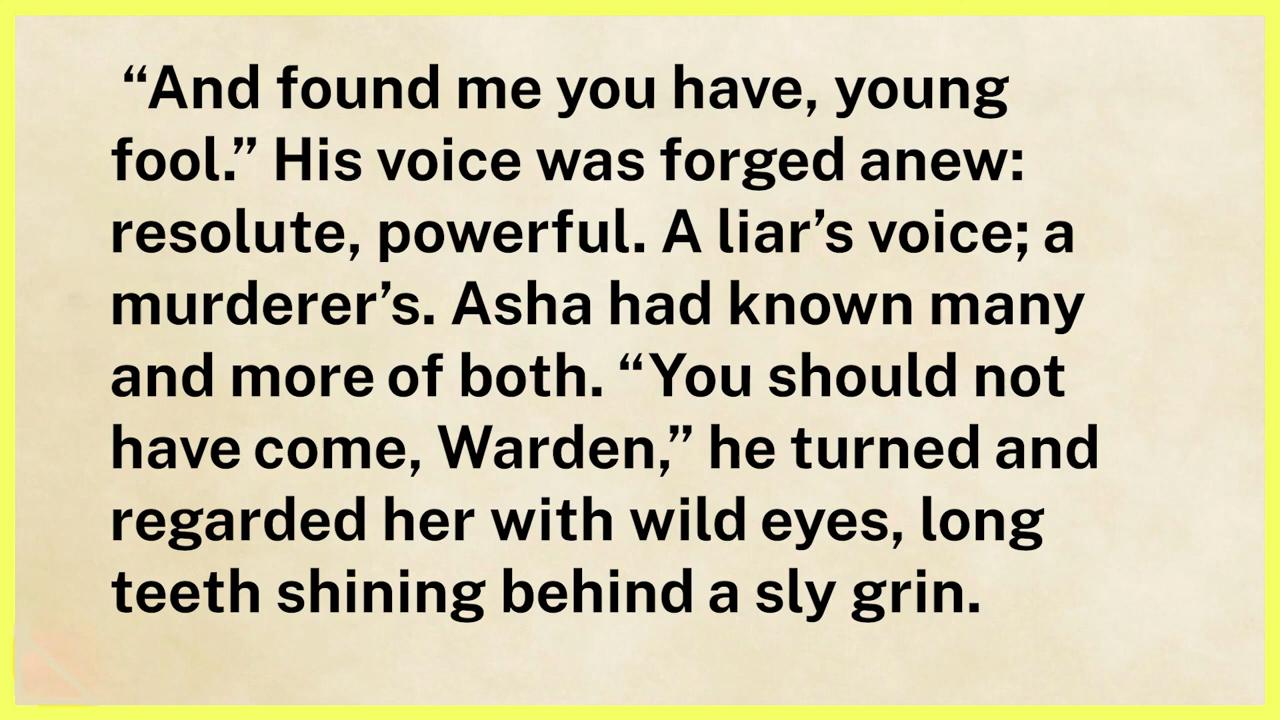 “And found me you have, young
fool.” His voice was forged anew:
resolute, powerful. A liar’s voice; a
murderer’s. Asha had known many
and more of both. “You should not
have come, Warden,” he turned and
regarded her with wild eyes, long
teeth shining behind a sly grin.